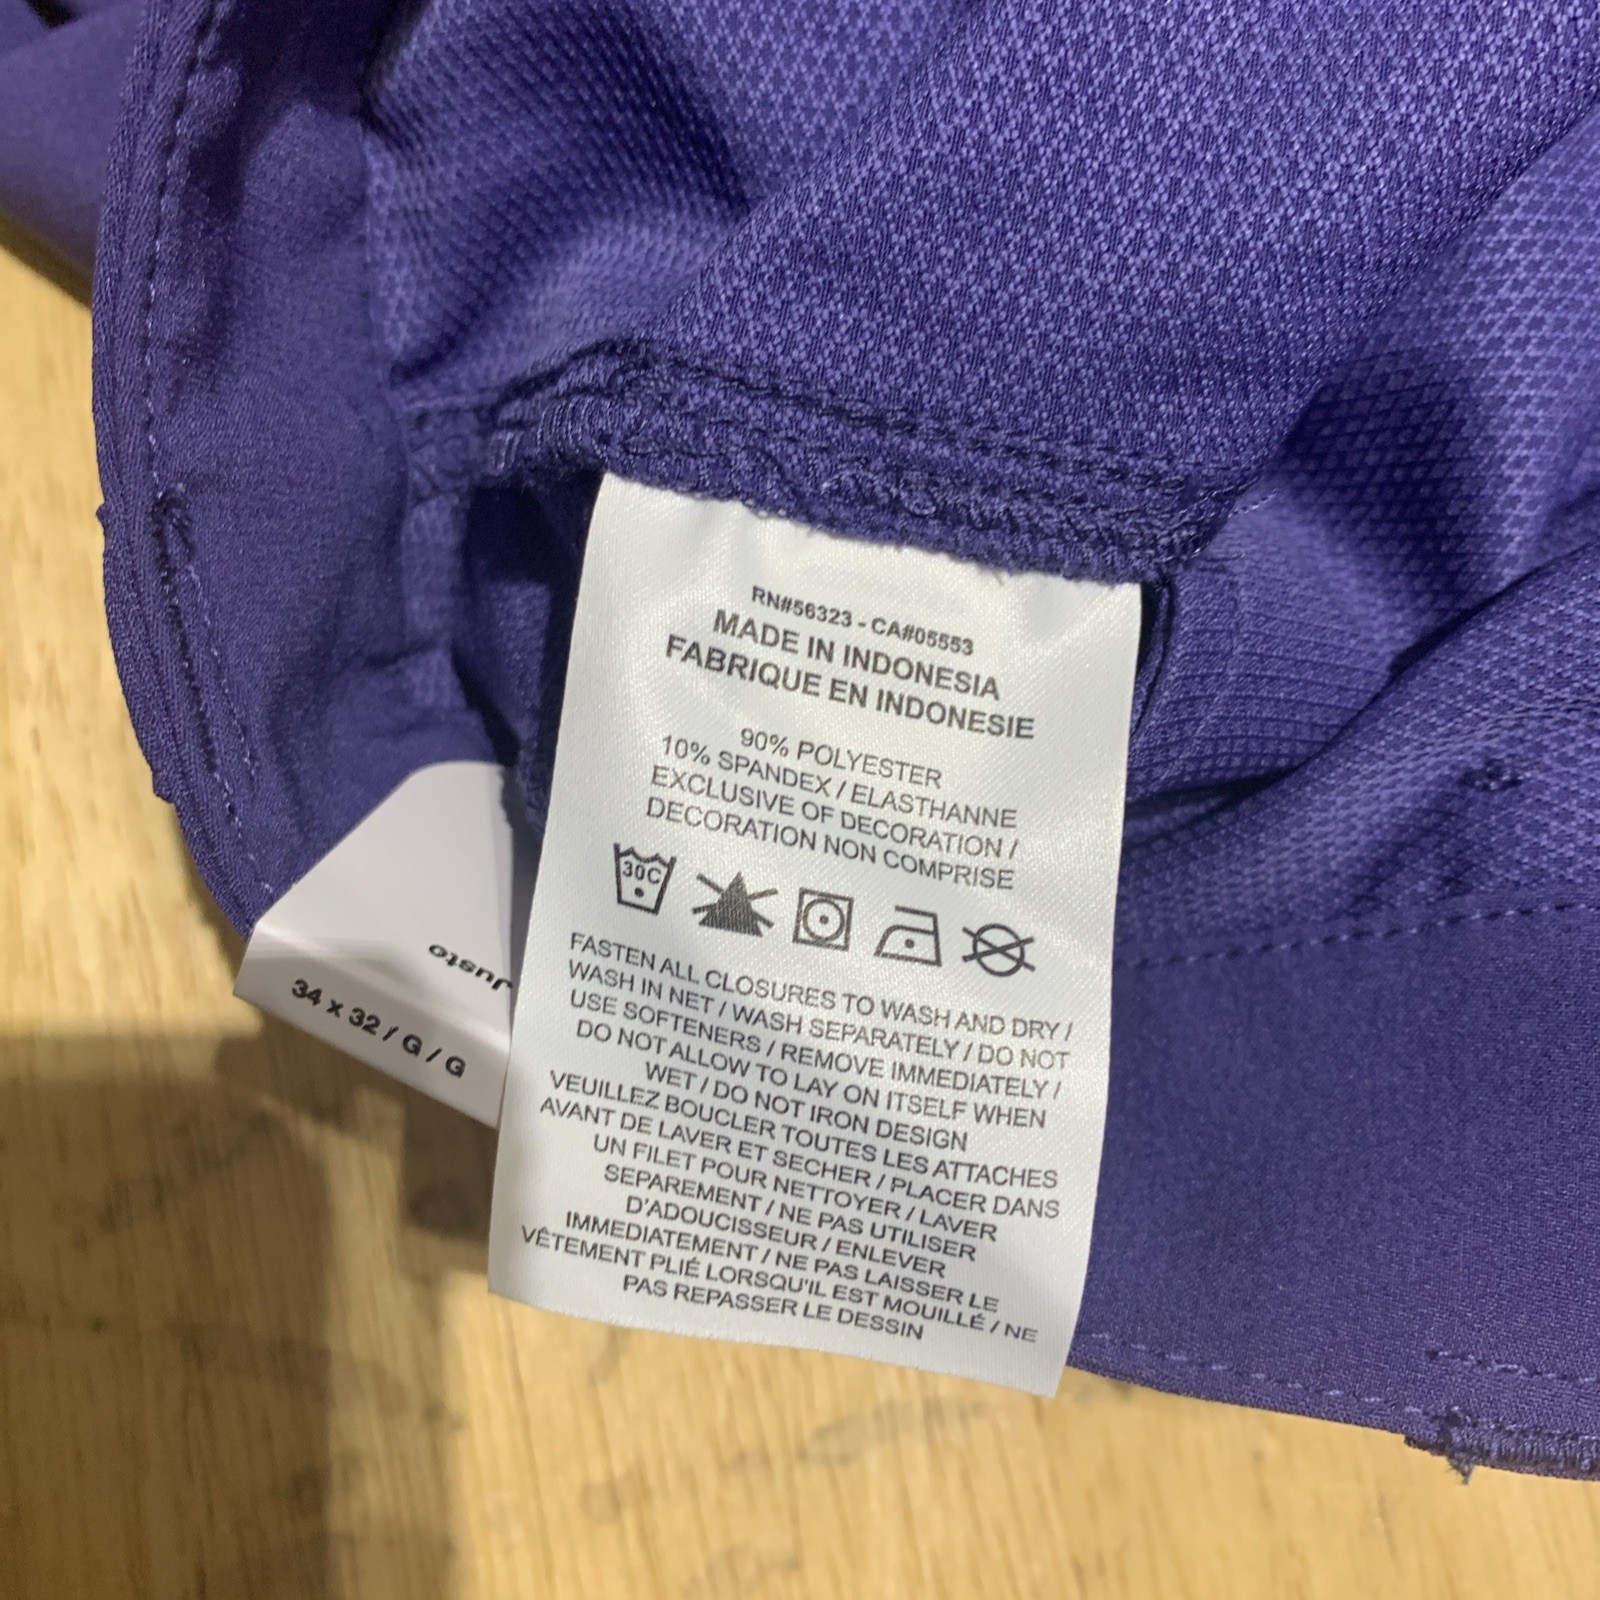 RN#56323 - CA#05553
MADE IN INDONESIA
FABRIQUE EN INDONESIE
90% POLYESTER
10% SPANDEX / ELASTHANNE
EXCLUSIVE OF DECORATION /
DECORATION NON COMPRISE
30C
FASTEN ALL CLOSURES TO WASH AND DRY /
WASH IN NET / WASH SEPARATELY / DO NOT
USE SOFTENERS / REMOVE IMMEDIATELY /
DO NOT ALLOW TO LAY ON ITSELF WHEN
WET / DO NOT IRON DESIGN
VEUILLEZ BOUCLER TOUTES LES ATTACHES
AVANT DE LAVER ET SECHER / PLACER DANS
UN FILET POUR NETTOYER / LAVER
SEPAREMENT / NE PAS UTILISER
D'ADOUCISSEUR / ENLEVER
IMMEDIATEMENT / NE PAS LAISSER LE
VÊTEMENT PLIÉ LORSQU'IL EST MOUILLÉ / NE
PAS REPASSER LE DESSIN
Justo
34 x 32 / G / G